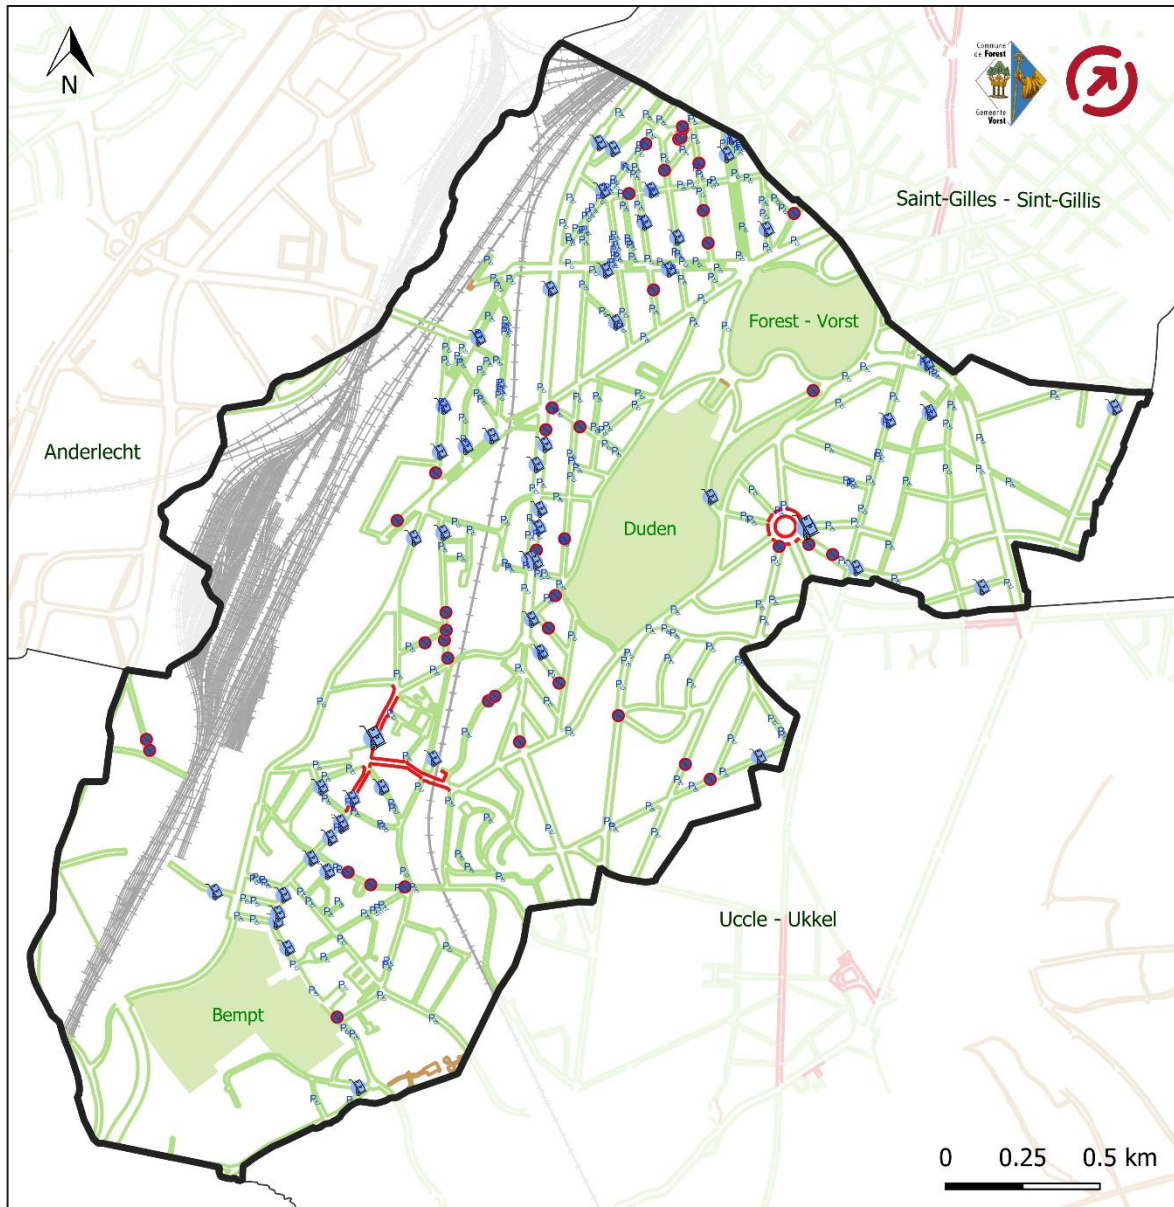 N
Commune
de Forest
Gemeente
Vorst
Saint-Gilles - Sint-Gillis
Forest - Vorst
Anderlecht
Duden
Uccle - Ukkel
Bempt
0 0.25 0.5 km